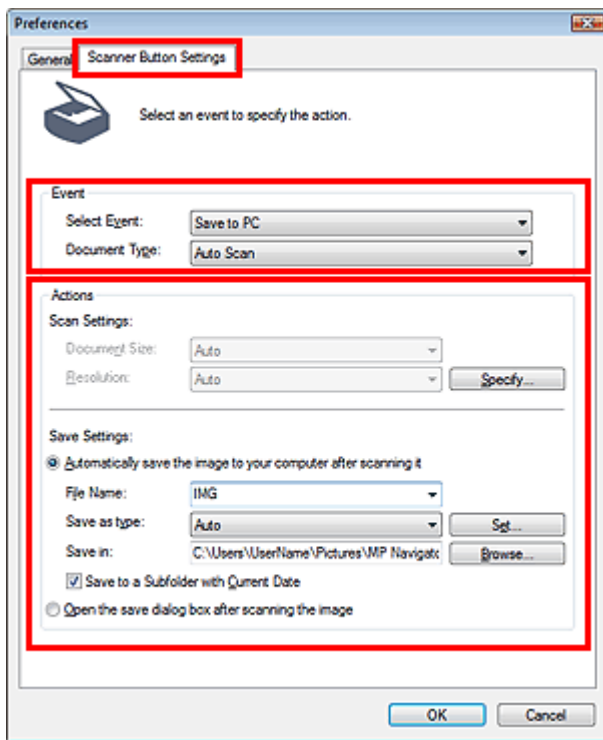 Preferences
General Scanner Button Settings
Select an event to specify the action.
Event
Select Event: Save to PC
Document Type: Auto Scan
Actions
Scan Settings:
Document Size: Auto
Resolution: Auto Specify...
Save Settings:
Automatically save the image to your computer after scanning it
File Name: IMG
Save as type: Auto Set...
Save in: C:\Users\UserName\Pictures\MP Navigato Browse...
Save to a Subfolder with Current Date
Open the save dialog box after scanning the image
OK Cancel